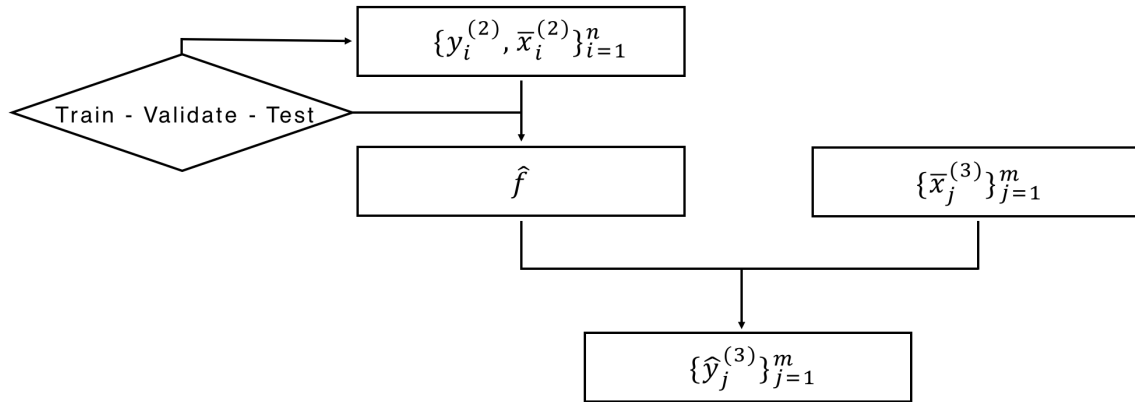 {y_i^(2), x̅_i^(2)}_{i=1}^n
Train - Validate - Test
f̂
{x̅_j^(3)}_{j=1}^m
{ŷ_j^(3)}_{j=1}^m